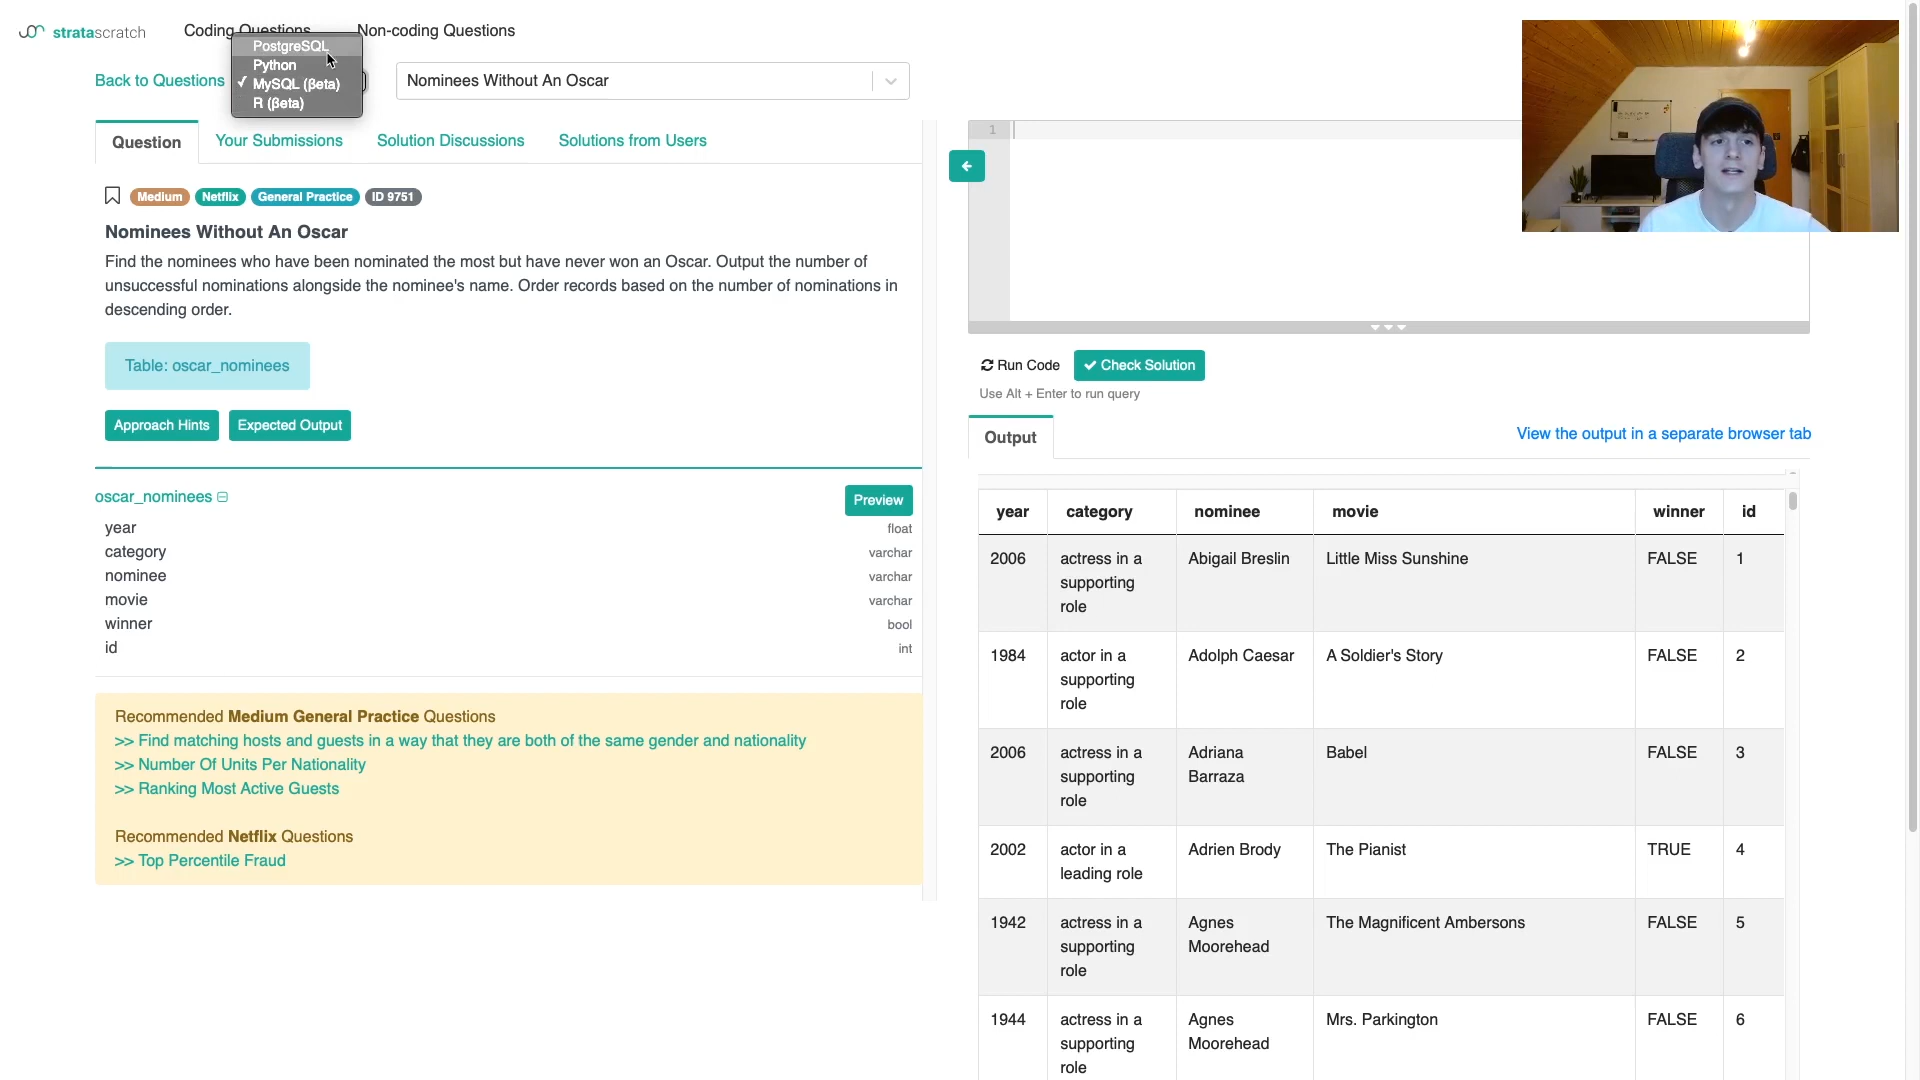 stratascratch
Coding Questions
Non-coding Questions
PostgreSQL
Python
✓ MySQL (βeta)
R (βeta)
Back to Questions
Nominees Without An Oscar
Question
Your Submissions
Solution Discussions
Solutions from Users
Medium
Netflix
General Practice
ID 9751
Nominees Without An Oscar
Find the nominees who have been nominated the most but have never won an Oscar. Output the number of
unsuccessful nominations alongside the nominee's name. Order records based on the number of nominations in
descending order.
Table: oscar_nominees
Approach Hints
Expected Output
oscar_nominees
Preview
year float
category varchar
nominee varchar
movie varchar
winner bool
id int
Recommended Medium General Practice Questions
>> Find matching hosts and guests in a way that they are both of the same gender and nationality
>> Number Of Units Per Nationality
>> Ranking Most Active Guests
Recommended Netflix Questions
>> Top Percentile Fraud
1
Run Code
Check Solution
Use Alt + Enter to run query
Output
View the output in a separate browser tab
year category nominee movie winner id
2006 actress in a Abigail Breslin Little Miss Sunshine FALSE 1
supporting
role
1984 actor in a Adolph Caesar A Soldier's Story FALSE 2
supporting
role
2006 actress in a Adriana Babel FALSE 3
supporting Barraza
role
2002 actor in a Adrien Brody The Pianist TRUE 4
leading role
1942 actress in a Agnes The Magnificent Ambersons FALSE 5
supporting Moorehead
role
1944 actress in a Agnes Mrs. Parkington FALSE 6
supporting Moorehead
role